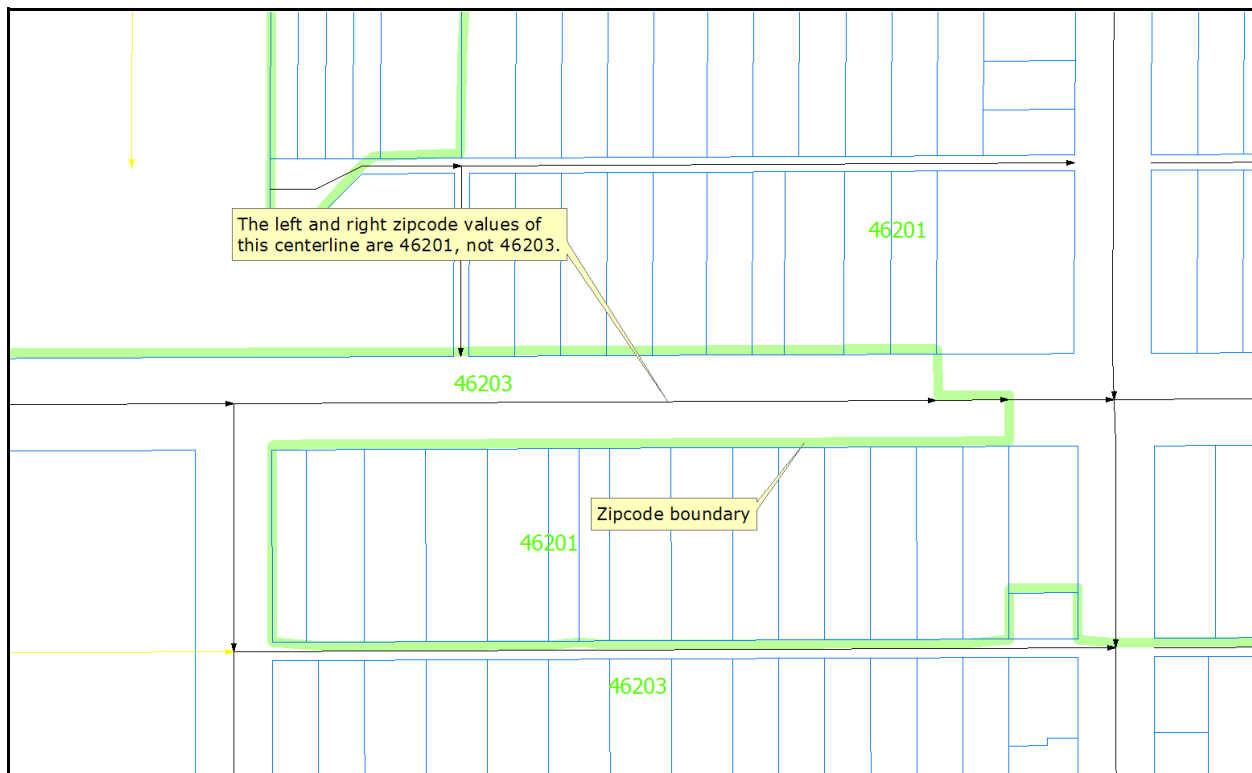 46201
The left and right zipcode values of
this centerline are 46201, not 46203.
46203
Zipcode boundary
46201
46203